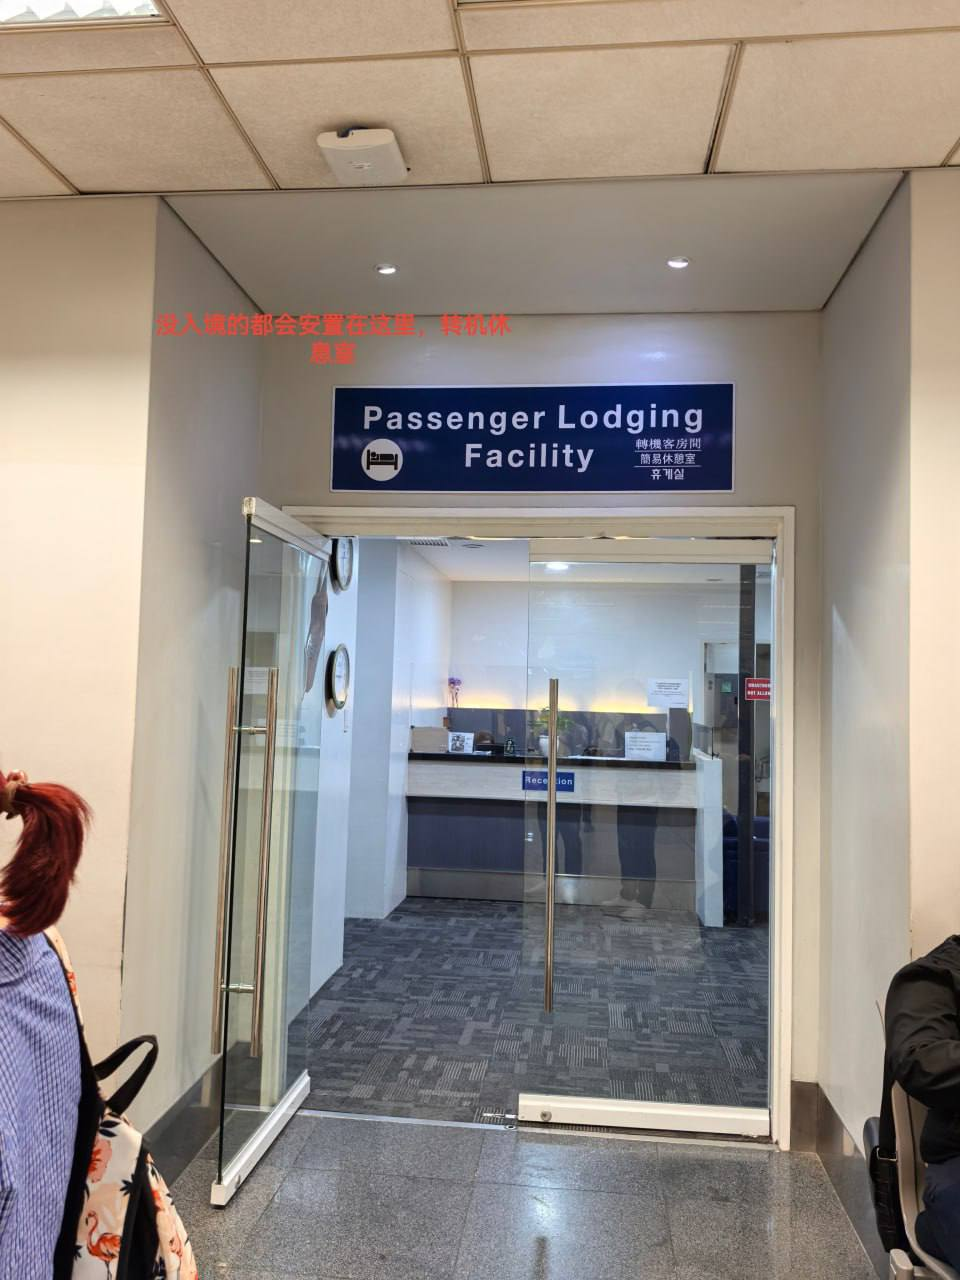 没入境的都会安置在这里，转机休
息室
Passenger Lodging
Facility
轉機客房間
簡易休憩室
휴게실
Reception